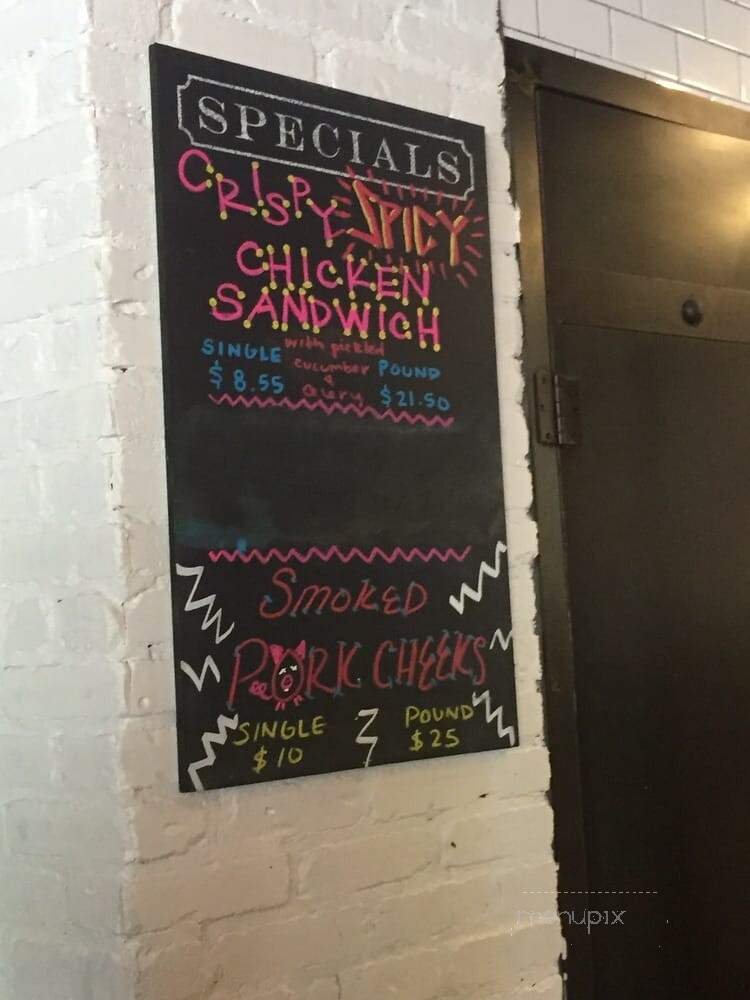 SPECIALS
CRISPY SPICY
CHICKEN
SANDWICH
with pickled
cucumber
&
SINGLE
$8.55
POUND
$21.50
SMOKED
PORK CHEEKS
SINGLE
$10
POUND
$25
menupix